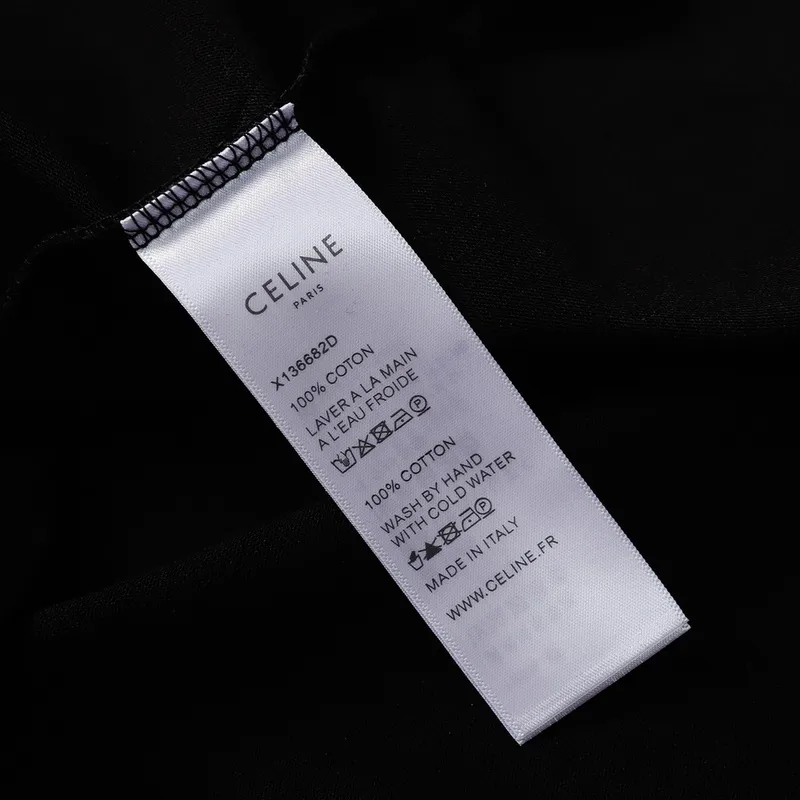 CELINE
PARIS
X136682D
100% COTON
LAVER A LA MAIN
A L'EAU FROIDE
100% COTTON
WASH BY HAND
WITH COLD WATER
MADE IN ITALY
WWW.CELINE.FR